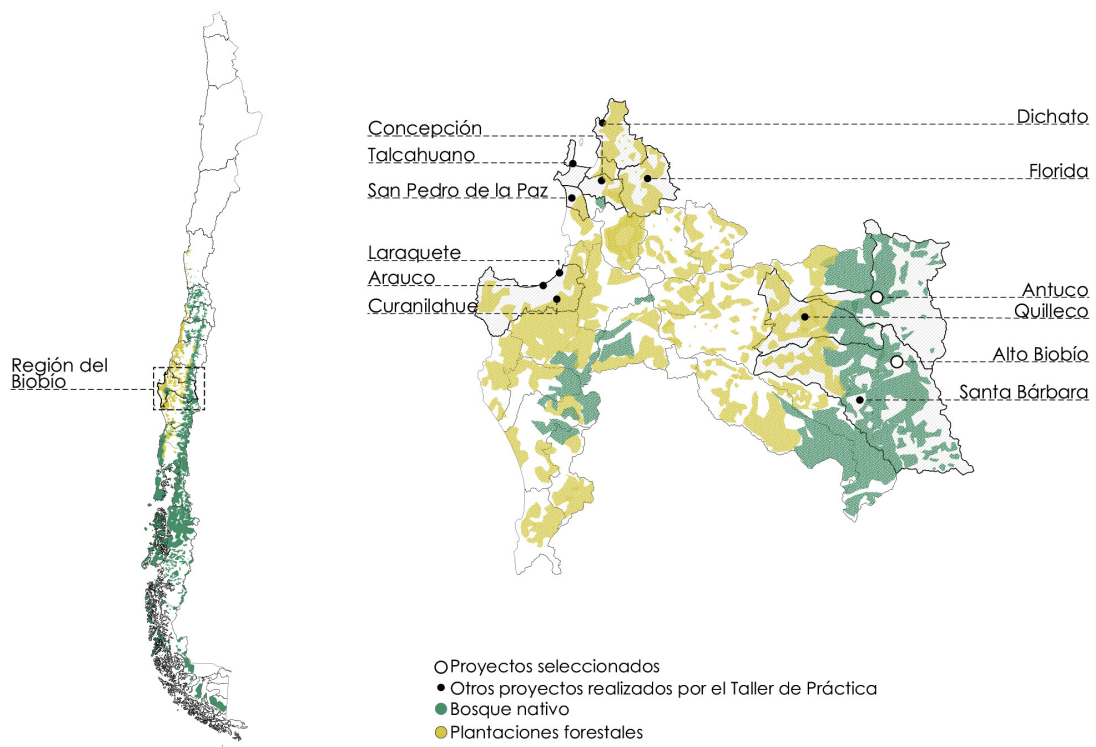 Región del
Biobío
Concepción
Talcahuano
San Pedro de la Paz
Laraquete
Arauco
Curanilahue
Dichato
Florida
Antuco
Quilleco
Alto Biobío
Santa Bárbara
Proyectos seleccionados
Otros proyectos realizados por el Taller de Práctica
Bosque nativo
Plantaciones forestales